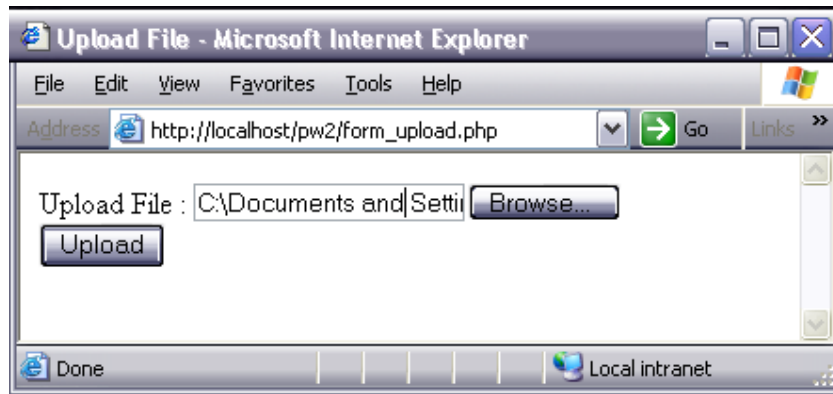 Upload File - Microsoft Internet Explorer
File Edit View Favorites Tools Help
Address http://localhost/pw2/form_upload.php Go Links »
Upload File : C:\Documents and Settin Browse...
Upload
Done Local intranet